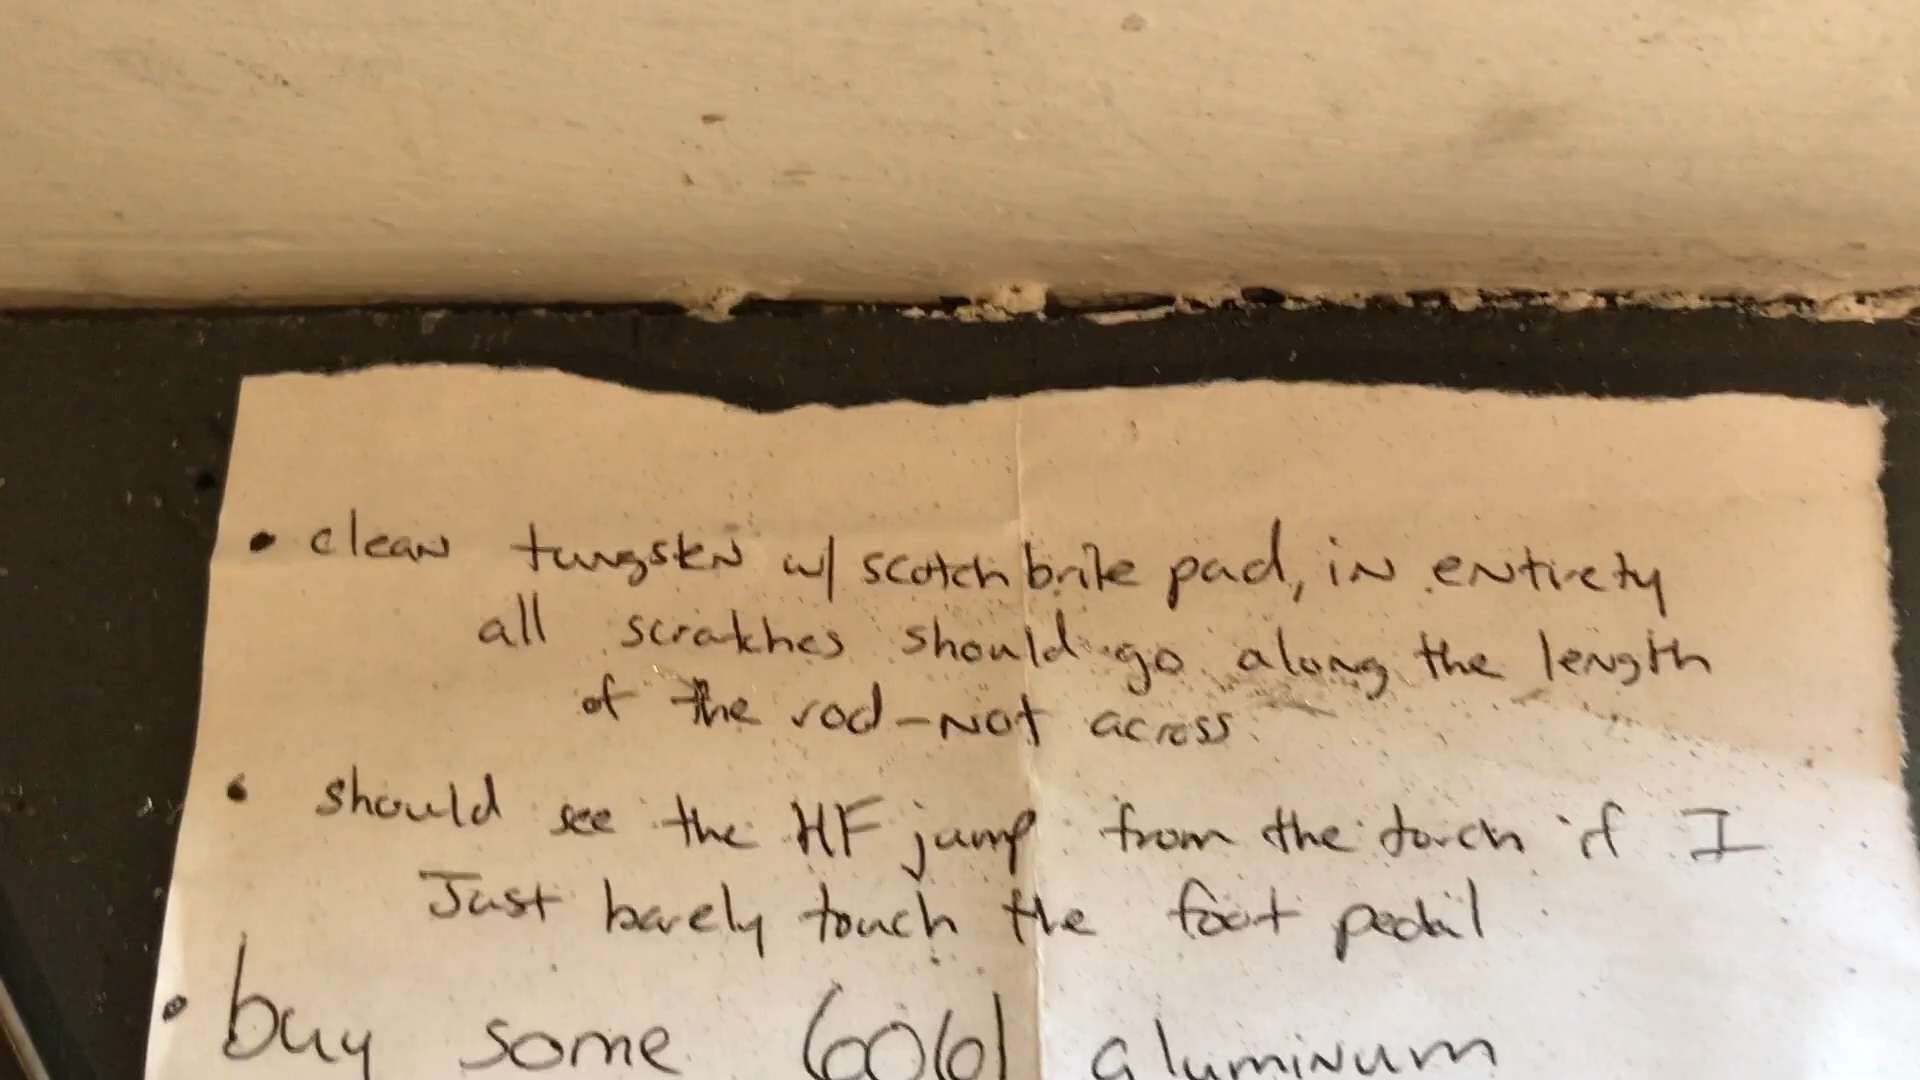 • clean tungsten w/ scotch brite pad, in entirety
all scratches should go along the length
of the rod - not across
• should see the HF jump from the torch if I
Just barely touch the foot pedal
• buy some 6061 aluminum